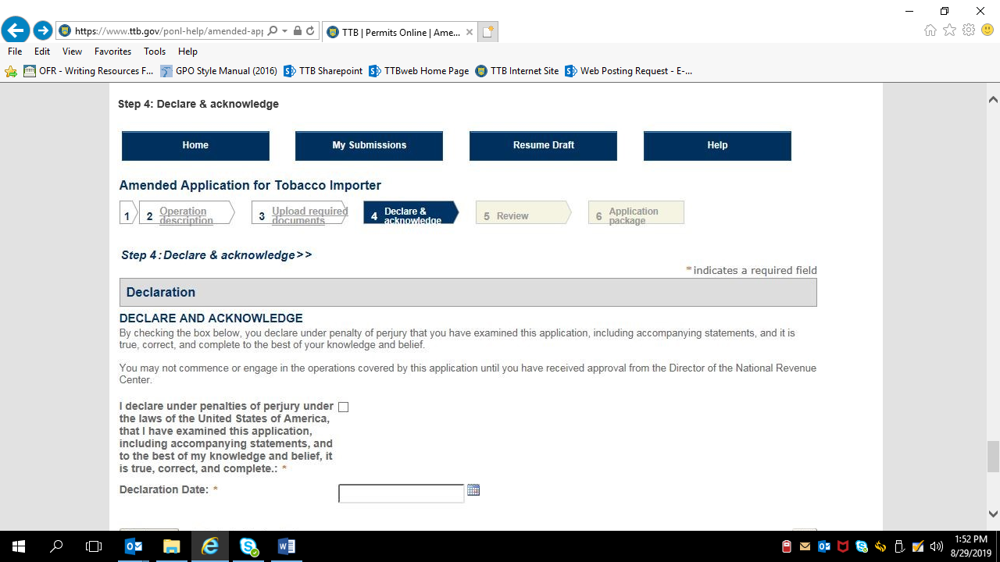 https://www.ttb.gov/ponl-help/amended-ap
TTB | Permits Online | Ame...
File Edit View Favorites Tools Help
OFR - Writing Resources F... GPO Style Manual (2016) TTB Sharepoint TTBweb Home Page TTB Internet Site Web Posting Request - E-...
Step 4: Declare & acknowledge
Home My Submissions Resume Draft Help
Amended Application for Tobacco Importer
1 2 Operation description 3 Upload required documents 4 Declare & acknowledge 5 Review 6 Application package
Step 4:Declare & acknowledge>>
*indicates a required field
Declaration
DECLARE AND ACKNOWLEDGE
By checking the box below, you declare under penalty of perjury that you have examined this application, including accompanying statements, and it is
true, correct, and complete to the best of your knowledge and belief.
You may not commence or engage in the operations covered by this application until you have received approval from the Director of the National Revenue
Center.
I declare under penalties of perjury under
the laws of the United States of America,
that I have examined this application,
including accompanying statements, and
to the best of my knowledge and belief, it
is true, correct, and complete.: *
Declaration Date: *
1:52 PM
8/29/2019